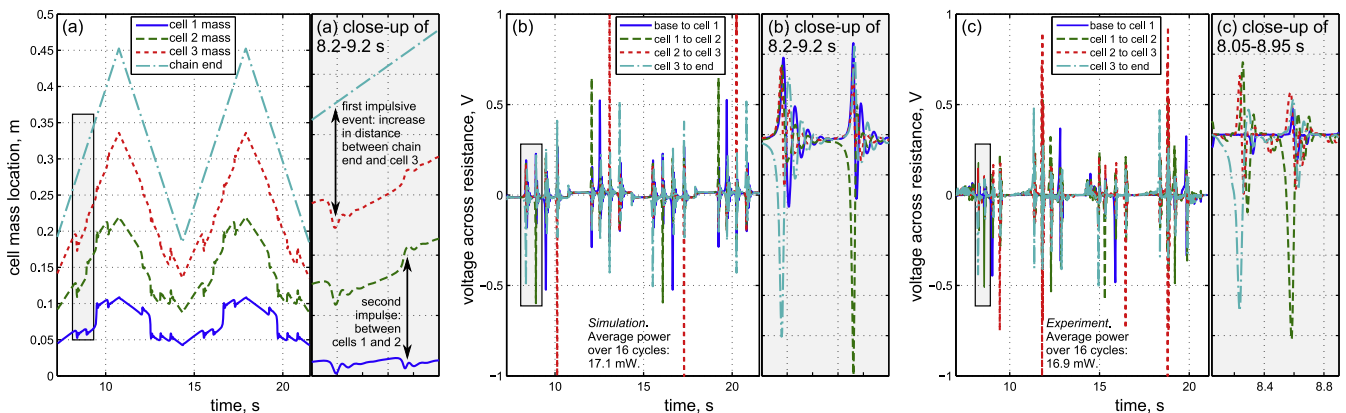 (a)
cell 1 mass
cell 2 mass
cell 3 mass
chain end
0.5
0.45
0.4
0.35
0.3
0.25
0.2
0.15
0.1
0.05
0
cell mass location, m
10
15
20
time, s
(a) close-up of
8.2-9.2 s
first impulsive
event: increase
in distance
between chain
end and cell 3
second
impulse:
between
cells 1 and 2
(b)
base to cell 1
cell 1 to cell 2
cell 2 to cell 3
cell 3 to end
1
0.5
0
−0.5
−1
voltage across resistance, V
Simulation.
Average power
over 16 cycles:
17.1 mW.
10
15
20
time, s
(b) close-up of
8.2-9.2 s
(c)
base to cell 1
cell 1 to cell 2
cell 2 to cell 3
cell 3 to end
1
0.5
0
−0.5
−1
voltage across resistance, V
Experiment.
Average power
over 16 cycles:
16.9 mW.
10
15
20
time, s
(c) close-up of
8.05-8.95 s
8.4
8.8